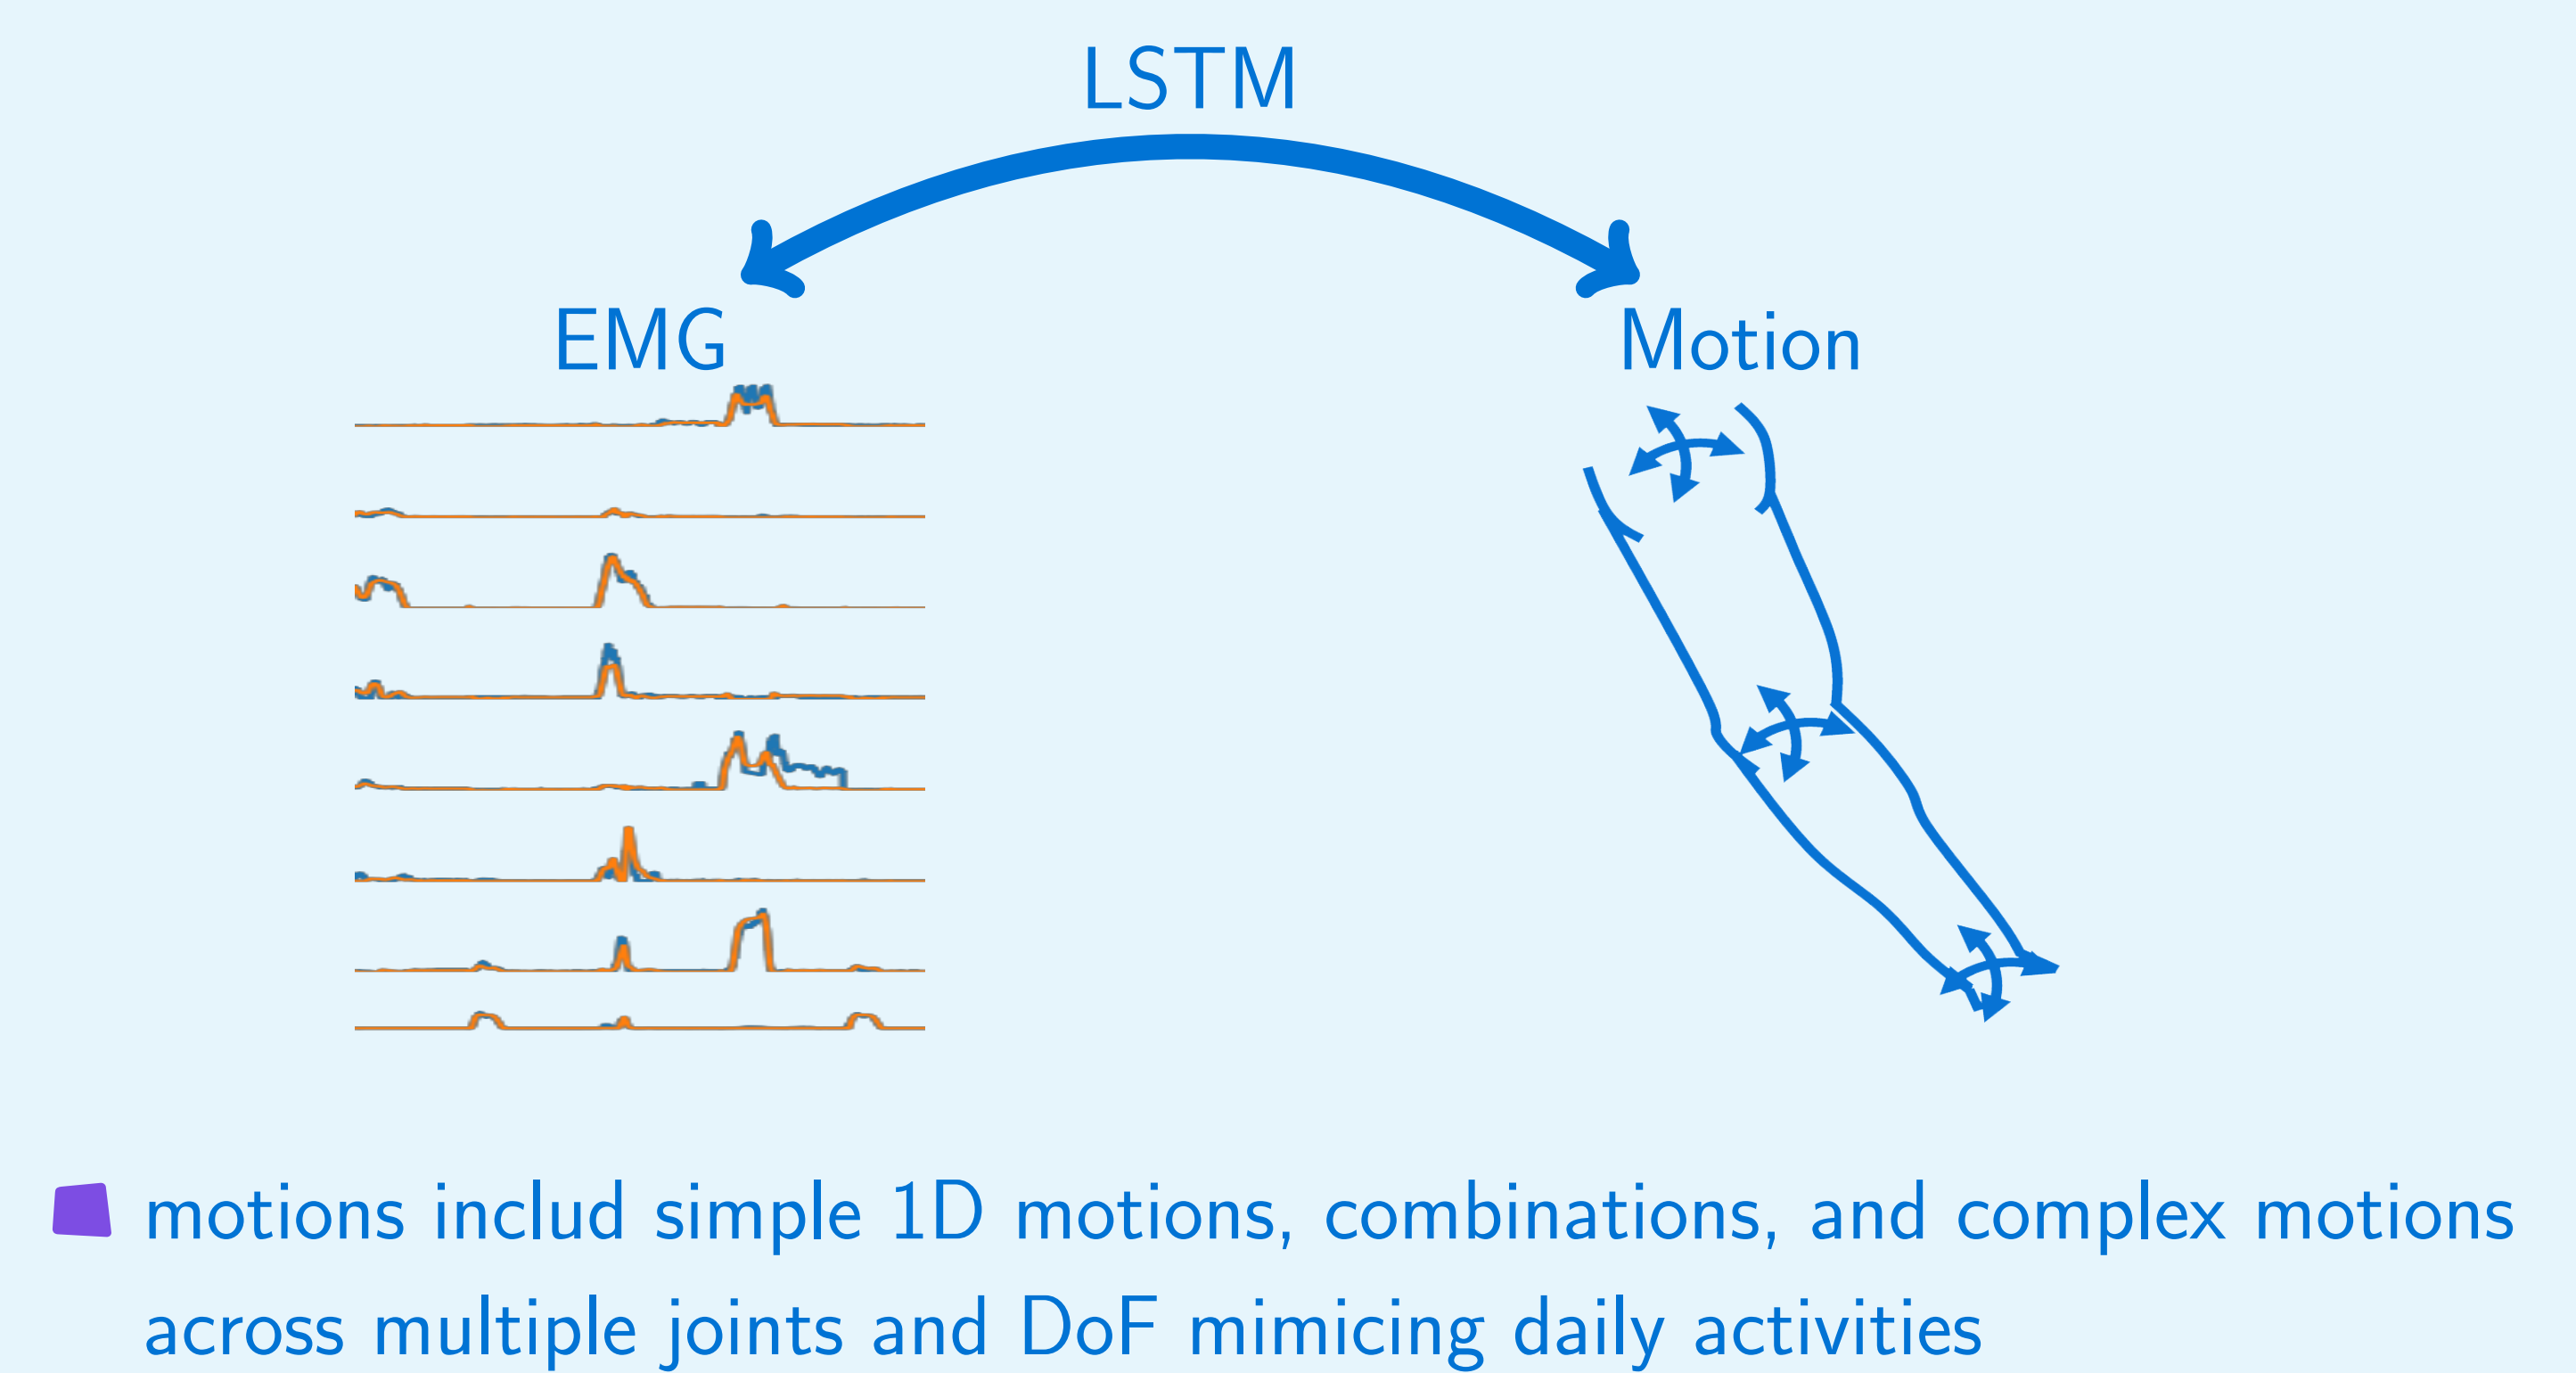 LSTM
EMG
Motion
motions includ simple 1D motions, combinations, and complex motions
across multiple joints and DoF mimicing daily activities